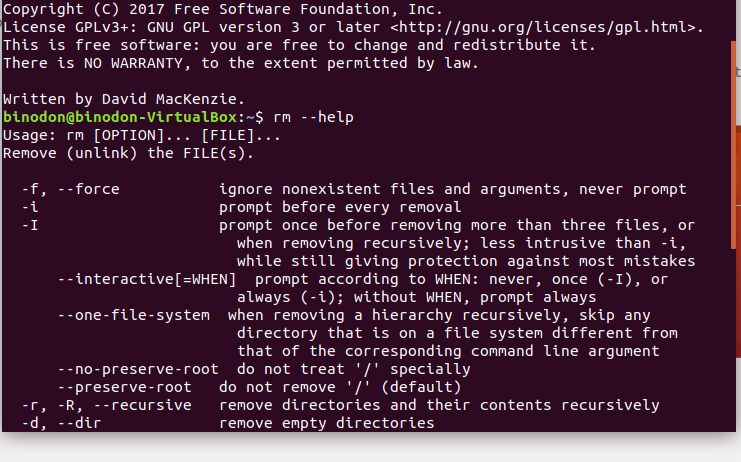 Copyright (C) 2017 Free Software Foundation, Inc.
License GPLv3+: GNU GPL version 3 or later <http://gnu.org/licenses/gpl.html>.
This is free software: you are free to change and redistribute it.
There is NO WARRANTY, to the extent permitted by law.

Written by David MacKenzie.
binodon@binodon-VirtualBox:~$ rm --help
Usage: rm [OPTION]... [FILE]...
Remove (unlink) the FILE(s).

  -f, --force           ignore nonexistent files and arguments, never prompt
  -i                    prompt before every removal
  -I                    prompt once before removing more than three files, or
                          when removing recursively; less intrusive than -i,
                          while still giving protection against most mistakes
      --interactive[=WHEN]  prompt according to WHEN: never, once (-I), or
                          always (-i); without WHEN, prompt always
      --one-file-system  when removing a hierarchy recursively, skip any
                          directory that is on a file system different from
                          that of the corresponding command line argument
      --no-preserve-root  do not treat '/' specially
      --preserve-root   do not remove '/' (default)
  -r, -R, --recursive   remove directories and their contents recursively
  -d, --dir             remove empty directories